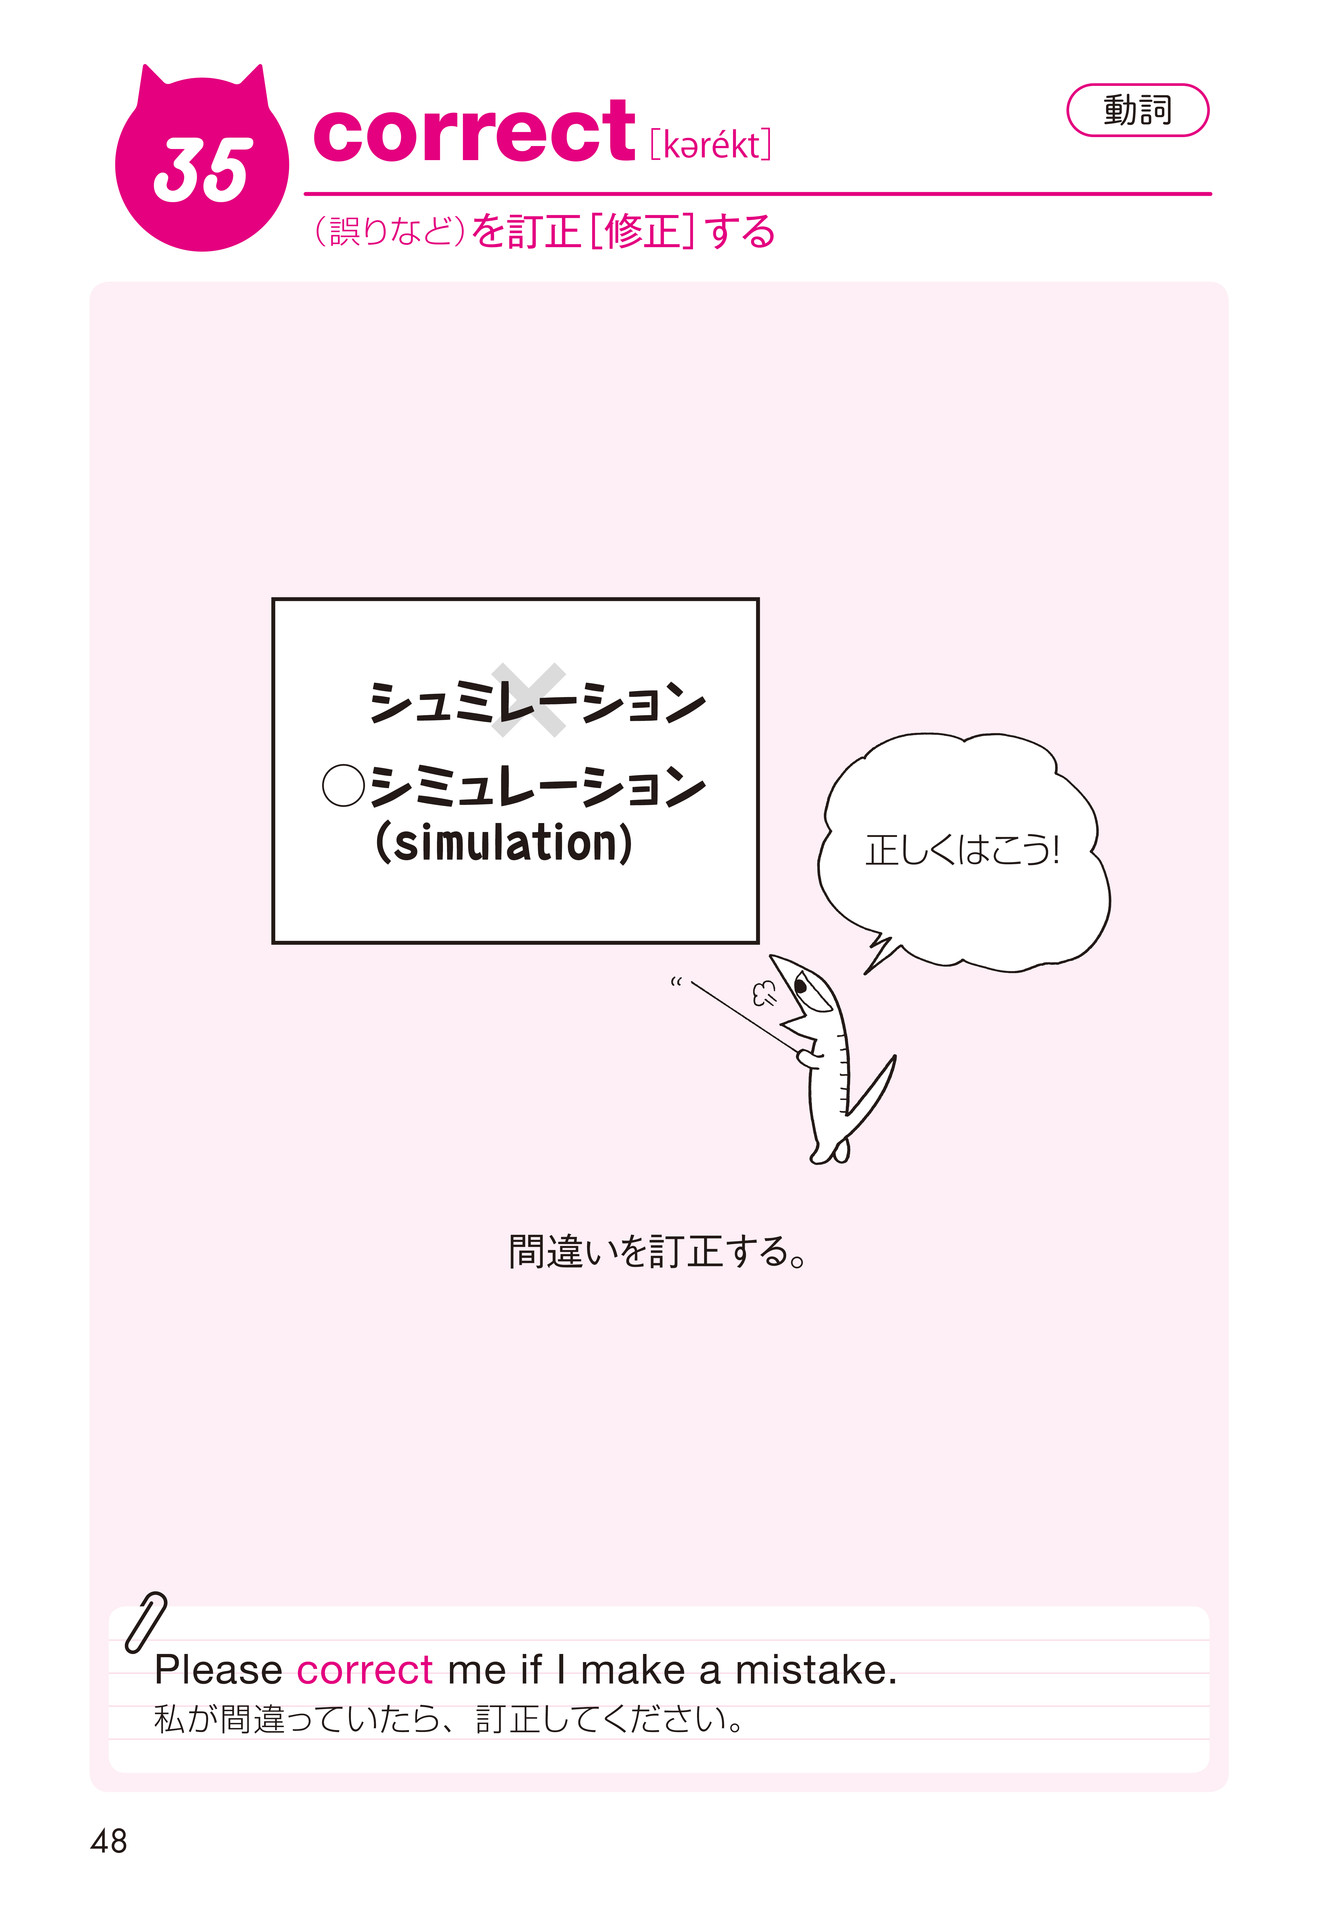 35
correct [kərékt]
動詞
（誤りなど）を訂正［修正］する
シュミレーション
○シミュレーション
(simulation)
正しくはこう!
間違いを訂正する。
Please correct me if I make a mistake.
私が間違っていたら、訂正してください。
48